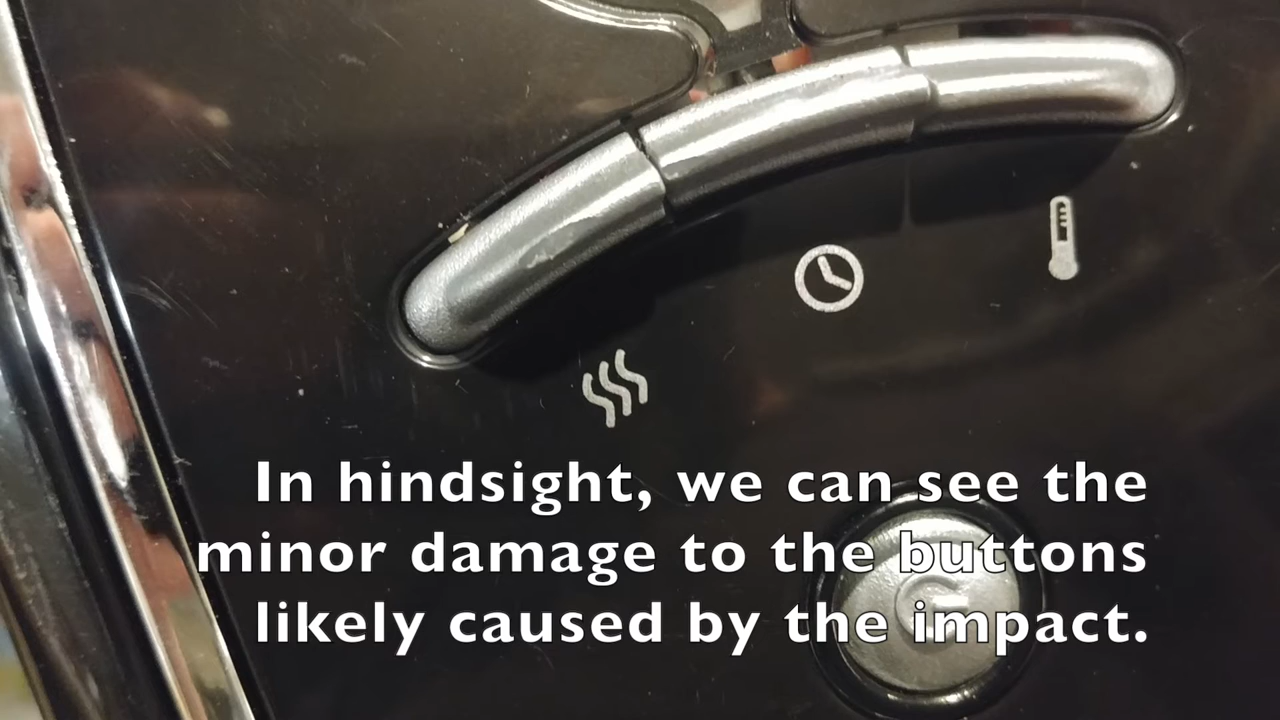 In hindsight, we can see the
minor damage to the buttons
likely caused by the impact.